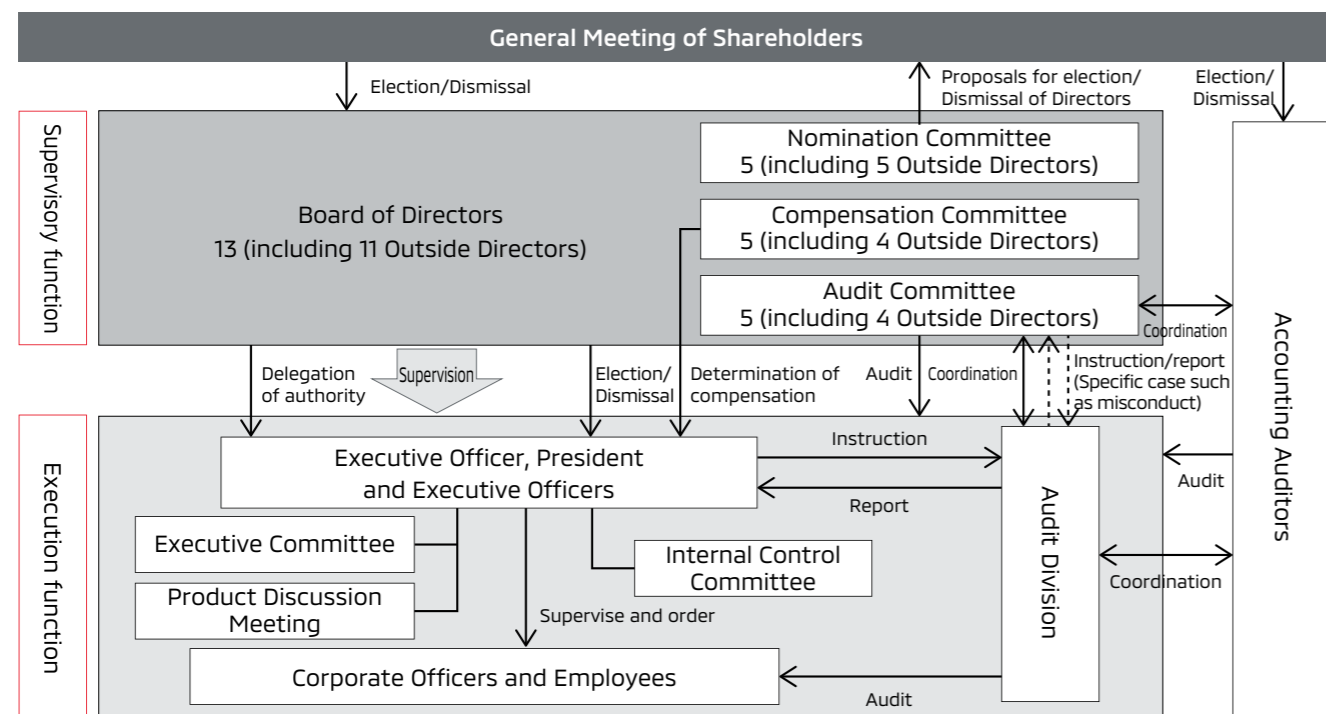 General Meeting of Shareholders
Election/Dismissal
Proposals for election/
Dismissal of Directors
Election/
Dismissal
Supervisory function
Board of Directors
13 (including 11 Outside Directors)
Nomination Committee
5 (including 5 Outside Directors)
Compensation Committee
5 (including 4 Outside Directors)
Audit Committee
5 (including 4 Outside Directors)
Coordination
Accounting Auditors
Delegation
of authority
Supervision
Election/
Dismissal
Determination of
compensation
Audit
Coordination
Instruction/report
(Specific case such
as misconduct)
Execution function
Executive Officer, President
and Executive Officers
Instruction
Report
Audit Division
Audit
Executive Committee
Product Discussion
Meeting
Internal Control
Committee
Coordination
Supervise and order
Corporate Officers and Employees
Audit